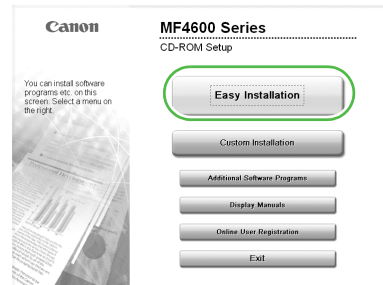 Canon
MF4600 Series
CD-ROM Setup
You can install software
programs etc. on this
screen. Select a menu on
the right.
Easy Installation
Custom Installation
Additional Software Programs
Display Manuals
Online User Registration
Exit